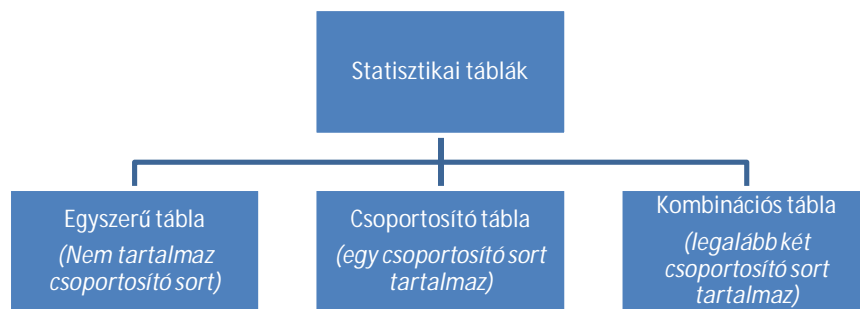 Statisztikai táblák
Egyszerű tábla
(Nem tartalmaz
csoportosító sort)
Csoportosító tábla
(egy csoportosító sort
tartalmaz)
Kombinációs tábla
(legalább két
csoportosító sort
tartalmaz)